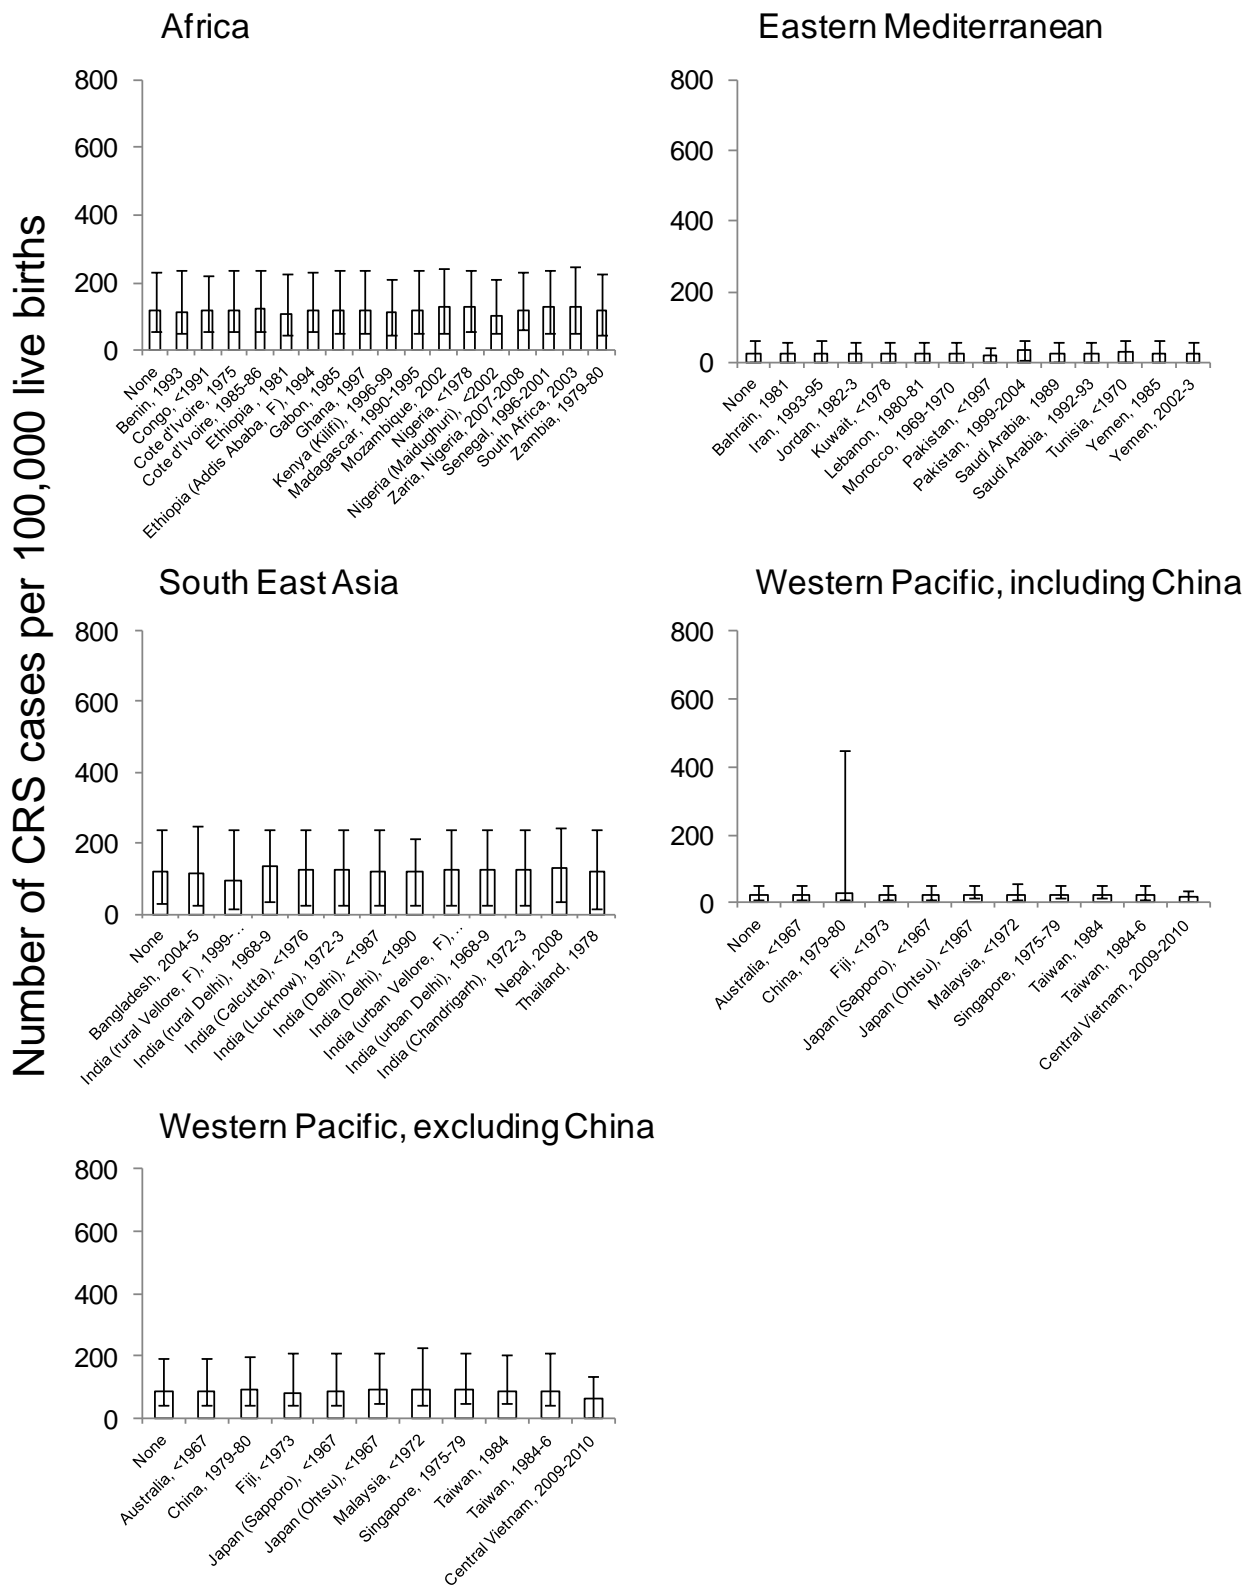 Number of CRS cases per 100,000 live births
Africa
800
600
400
200
0
None
Benin, 1993
Congo, <1991
Cote d'Ivoire, 1975
Cote d'Ivoire, 1985-86
Ethiopia , 1981
Ethiopia (Addis Ababa, F), 1994
Gabon, 1985
Ghana, 1997
Kenya (Kilifi), 1996-99
Madagascar, 1990-1995
Mozambique, 2002
Nigeria, <1978
Nigeria (Maidughuri), <2002
Zaria, Nigeria, 2007-2008
Senegal, 1996-2001
South Africa, 2003
Zambia, 1979-80
Eastern Mediterranean
800
600
400
200
0
None
Bahrain, 1981
Iran, 1993-95
Jordan, 1982-3
Kuwait, <1978
Lebanon, 1980-81
Morocco, 1969-1970
Pakistan, <1997
Pakistan, 1999-2004
Saudi Arabia, 1989
Saudi Arabia, 1992-93
Tunisia, <1970
Yemen, 1985
Yemen, 2002-3
South East Asia
800
600
400
200
0
None
Bangladesh, 2004-5
India (rural Vellore, F), 1999-...
India (rural Delhi), 1968-9
India (Calcutta), <1976
India (Lucknow), 1972-3
India (Delhi), <1987
India (Delhi), <1990
India (urban Vellore, F),...
India (urban Delhi), 1968-9
India (Chandrigarh), 1972-3
Nepal, 2008
Thailand, 1978
Western Pacific, including China
800
600
400
200
0
None
Australia, <1967
China, 1979-80
Fiji, <1973
Japan (Sapporo), <1967
Japan (Ohtsu), <1967
Malaysia, <1972
Singapore, 1975-79
Taiwan, 1984
Taiwan, 1984-6
Central Vietnam, 2009-2010
Western Pacific, excluding China
800
600
400
200
0
None
Australia, <1967
China, 1979-80
Fiji, <1973
Japan (Sapporo), <1967
Japan (Ohtsu), <1967
Malaysia, <1972
Singapore, 1975-79
Taiwan, 1984
Taiwan, 1984-6
Central Vietnam, 2009-2010